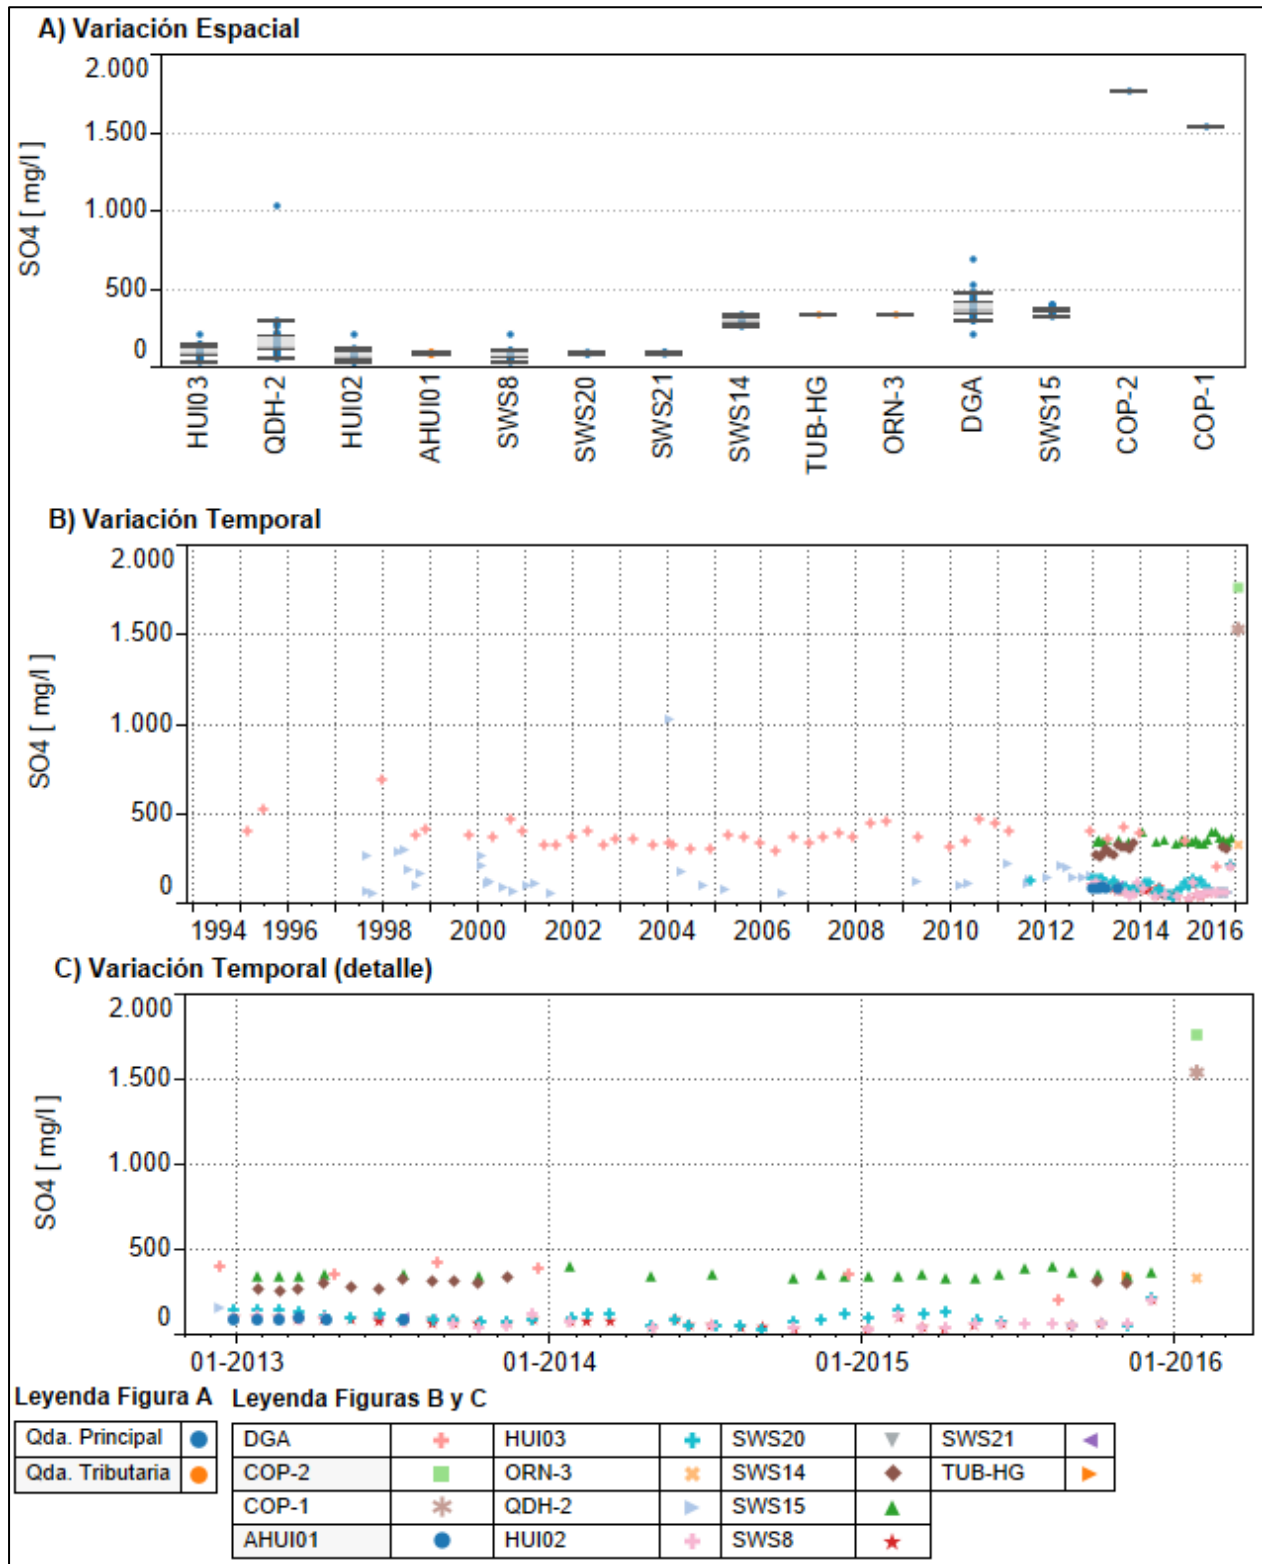 A) Variación Espacial
SO4 [ mg/l ]
2.000
1.500
1.000
500
0
HUI03
QDH-2
HUI02
AHUI01
SWS8
SWS20
SWS21
SWS14
TUB-HG
ORN-3
DGA
SWS15
COP-2
COP-1
B) Variación Temporal
SO4 [ mg/l ]
2.000
1.500
1.000
500
0
1994 1996 1998 2000 2002 2004 2006 2008 2010 2012 2014 2016
C) Variación Temporal (detalle)
SO4 [ mg/l ]
2.000
1.500
1.000
500
0
01-2013 01-2014 01-2015 01-2016
Leyenda Figura A Leyenda Figuras B y C
Qda. Principal DGA HUI03 SWS20 SWS21
Qda. Tributaria COP-2 ORN-3 SWS14 TUB-HG
COP-1 QDH-2 SWS15
AHUI01 HUI02 SWS8